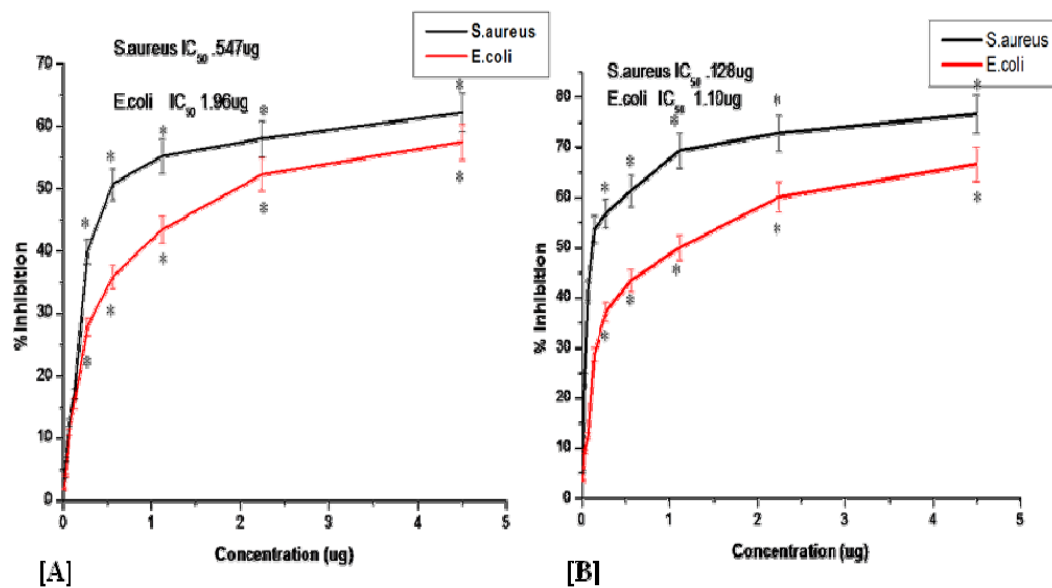 S.aureus
E.coli
S.aureus IC50 .547ug
E.coli IC50 1.96ug
70
60
50
40
30
20
10
0
% Inhibition
* * * * *
* * * * *
0 1 2 3 4 5
Concentration (ug)
[A]
S.aureus
E.coli
S.aureus IC50 .128ug
E.coli IC50 1.10ug
80
70
60
50
40
30
20
10
0
% Inhibition
* * * * *
* * * * *
0 1 2 3 4 5
Concentration (ug)
[B]